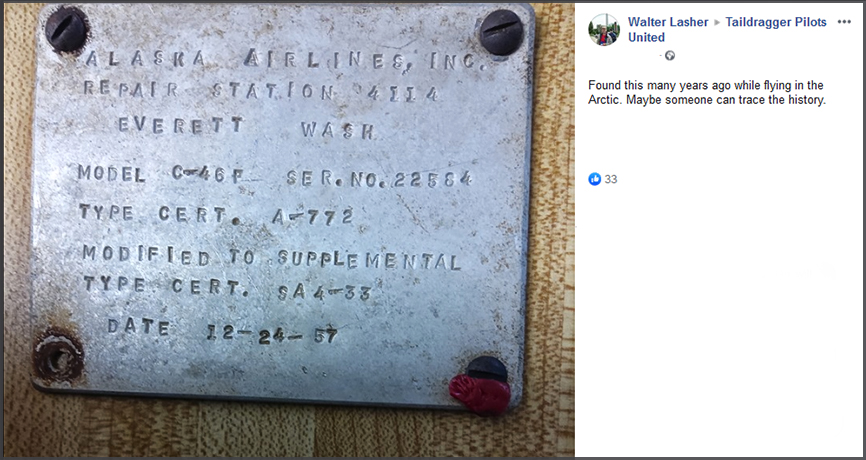 ALASKA AIRLINES, INC.
REPAIR STATION 4114
EVERETT WASH
MODEL C-46F SER. NO. 22584
TYPE CERT. A-772
MODIFIED TO SUPPLEMENTAL
TYPE CERT. SA4-33
DATE 12-24-57
Walter Lasher ▸ Taildragger Pilots
United
Found this many years ago while flying in the
Arctic. Maybe someone can trace the history.
33